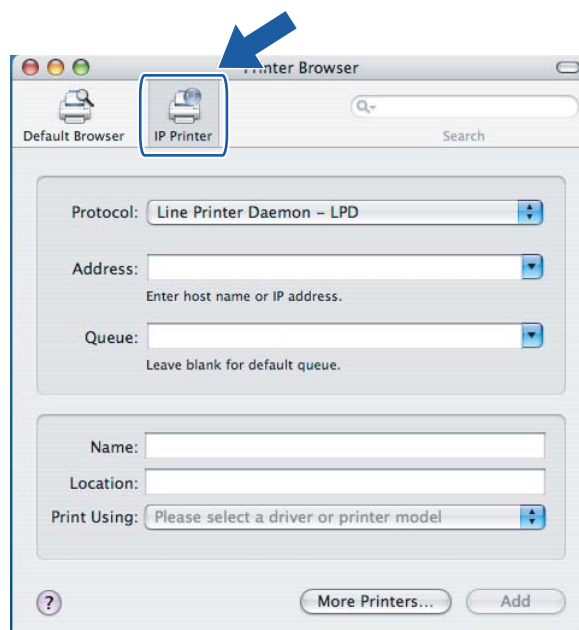 Printer Browser
Default Browser
IP Printer
Search
Protocol: Line Printer Daemon – LPD
Address:
Enter host name or IP address.
Queue:
Leave blank for default queue.
Name:
Location:
Print Using: Please select a driver or printer model
?
More Printers...
Add